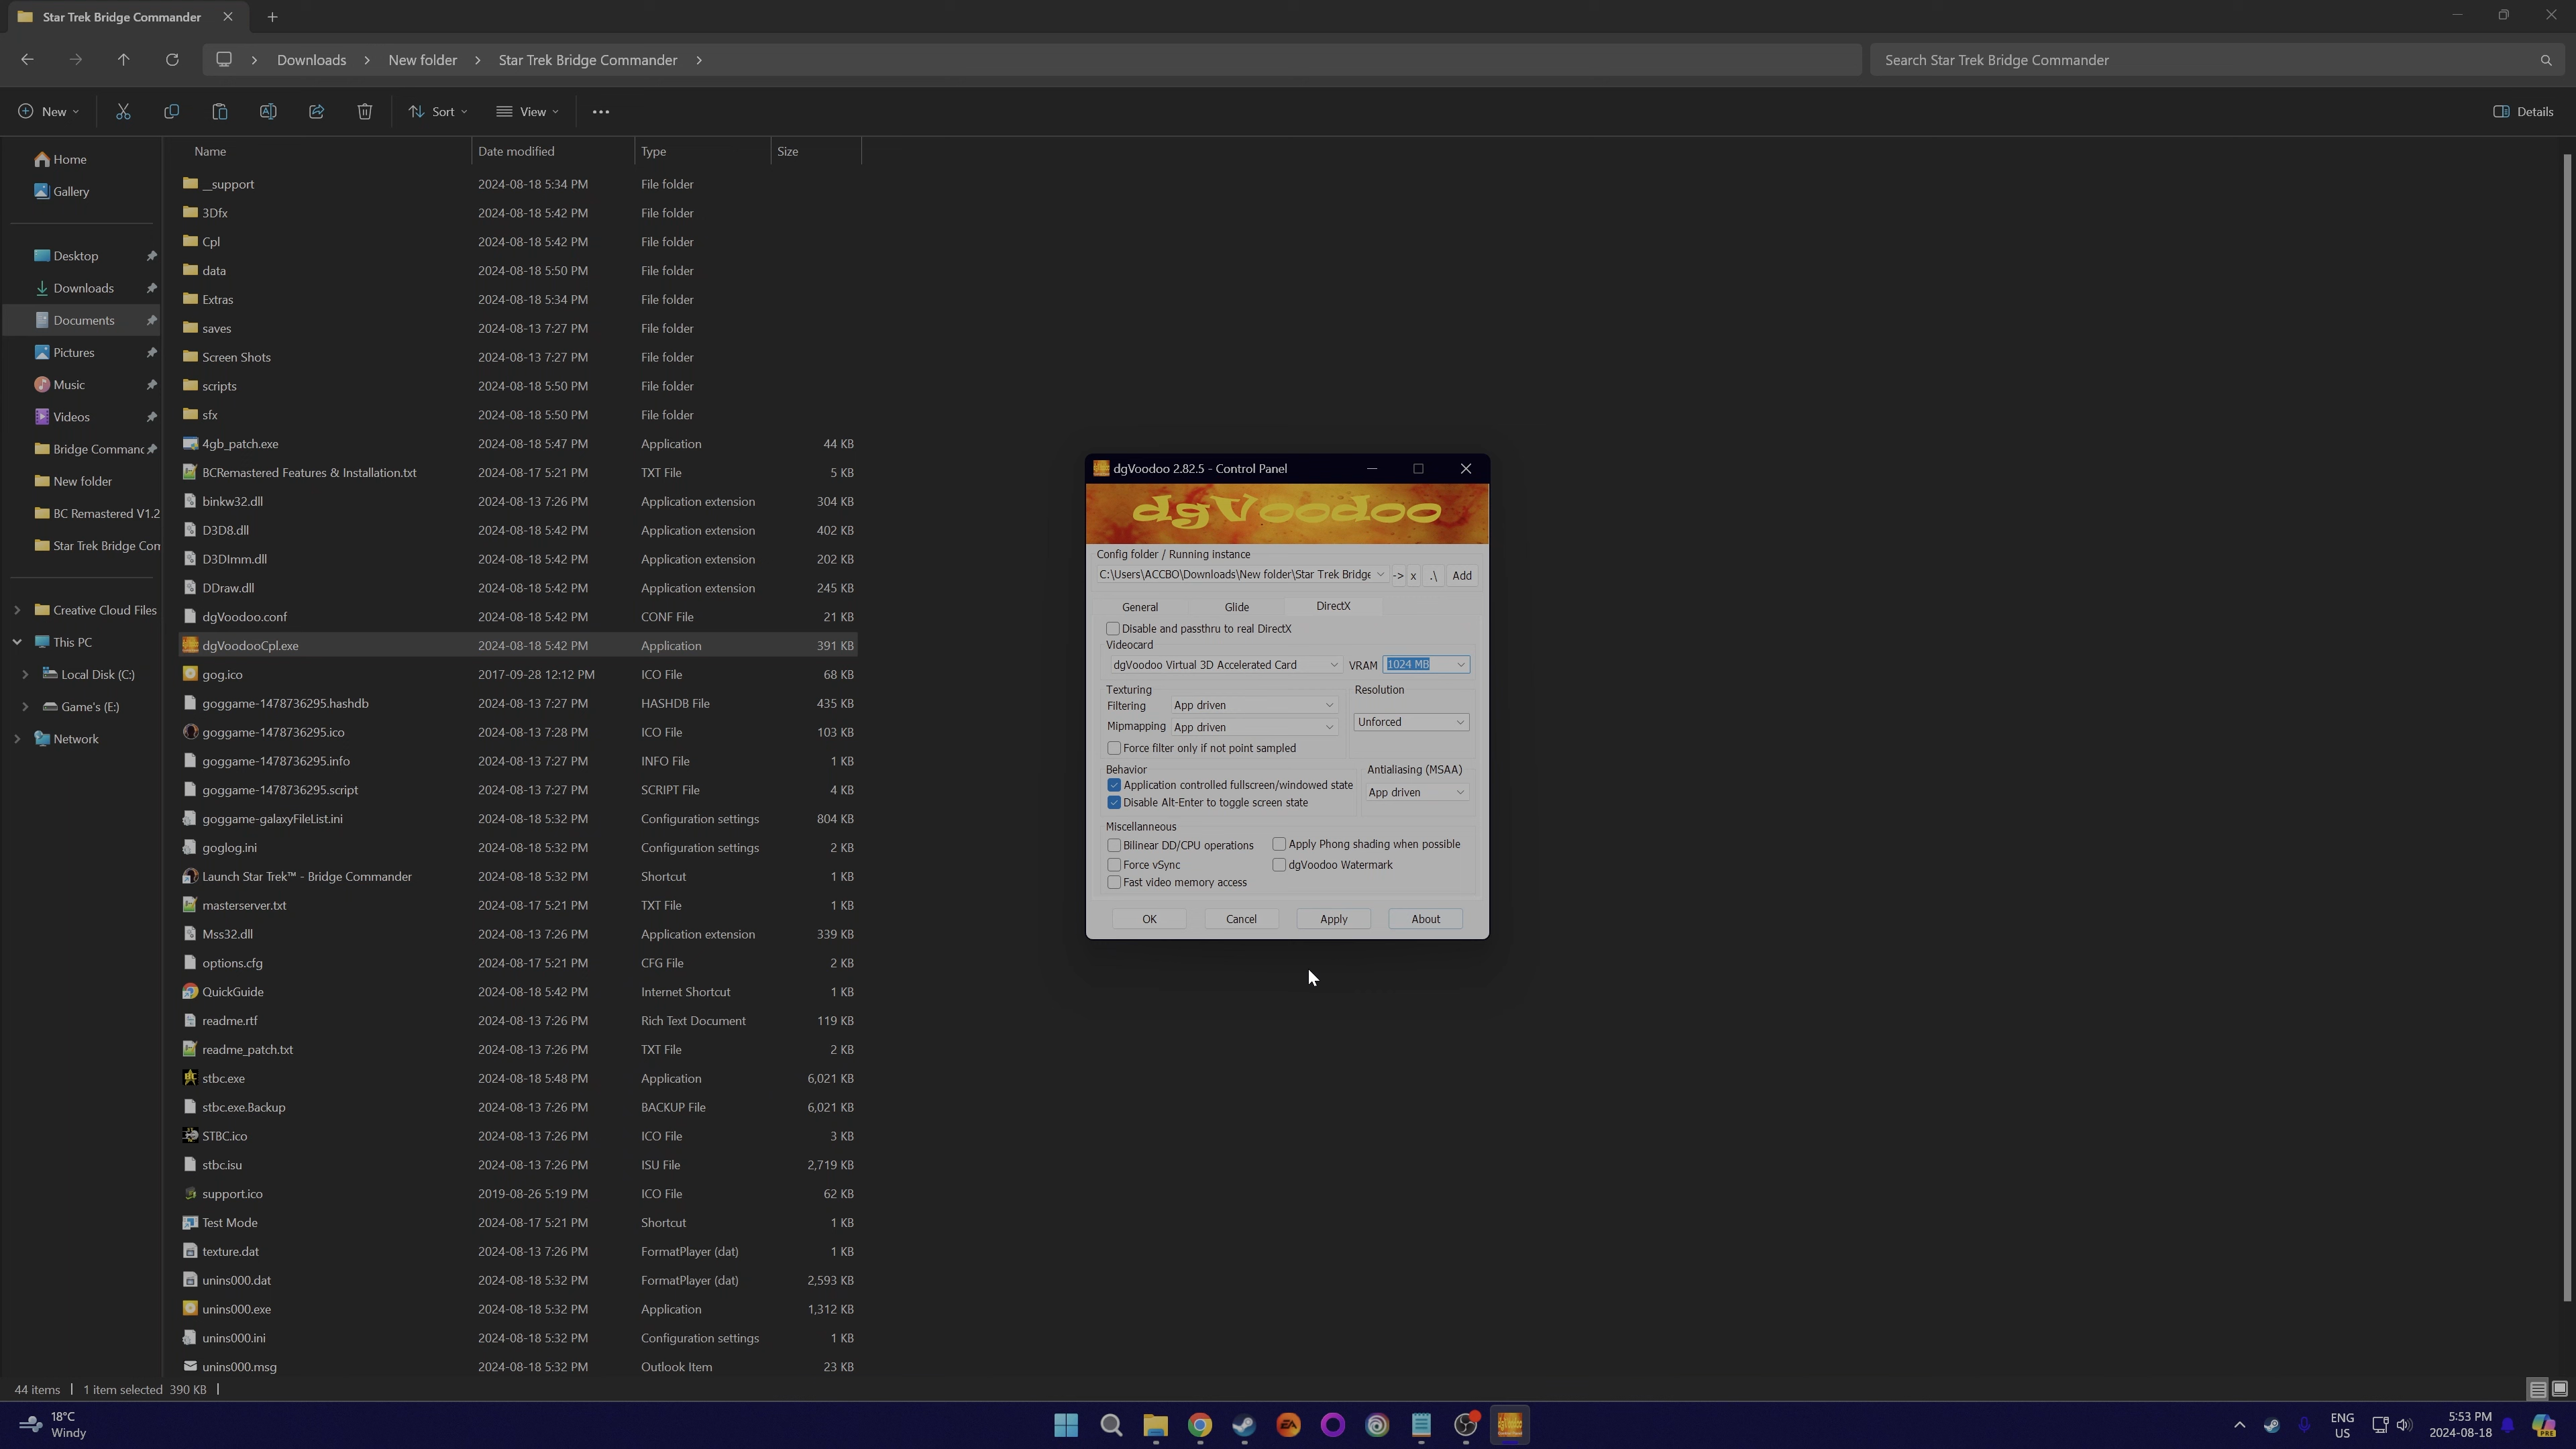 Star Trek Bridge Commander
Downloads > New folder > Star Trek Bridge Commander >
Search Star Trek Bridge Commander
New Sort View Details
Name Date modified Type Size
Home
Gallery
Desktop
Downloads
Documents
Pictures
Music
Videos
Bridge Commanc
New folder
BC Remastered V1.2
Star Trek Bridge Con
Creative Cloud Files
This PC
Local Disk (C:)
Game's (E:)
Network
__support 2024-08-18 5:34 PM File folder
3Dfx 2024-08-18 5:42 PM File folder
Cpl 2024-08-18 5:42 PM File folder
data 2024-08-18 5:50 PM File folder
Extras 2024-08-18 5:34 PM File folder
saves 2024-08-13 7:27 PM File folder
Screen Shots 2024-08-13 7:27 PM File folder
scripts 2024-08-18 5:50 PM File folder
sfx 2024-08-18 5:50 PM File folder
4gb_patch.exe 2024-08-18 5:47 PM Application 44 KB
BCRemastered Features & Installation.txt 2024-08-17 5:21 PM TXT File 5 KB
binkw32.dll 2024-08-13 7:26 PM Application extension 304 KB
D3D8.dll 2024-08-18 5:42 PM Application extension 402 KB
D3DImm.dll 2024-08-18 5:42 PM Application extension 202 KB
DDraw.dll 2024-08-18 5:42 PM Application extension 245 KB
dgVoodoo.conf 2024-08-18 5:42 PM CONF File 21 KB
dgVoodooCpl.exe 2024-08-18 5:42 PM Application 391 KB
gog.ico 2017-09-28 12:12 PM ICO File 68 KB
goggame-1478736295.hashdb 2024-08-13 7:27 PM HASHDB File 435 KB
goggame-1478736295.ico 2024-08-13 7:28 PM ICO File 103 KB
goggame-1478736295.info 2024-08-13 7:27 PM INFO File 1 KB
goggame-1478736295.script 2024-08-13 7:27 PM SCRIPT File 4 KB
goggame-galaxyFileList.ini 2024-08-18 5:32 PM Configuration settings 804 KB
goglog.ini 2024-08-18 5:32 PM Configuration settings 2 KB
Launch Star Trek™ - Bridge Commander 2024-08-18 5:32 PM Shortcut 1 KB
masterserver.txt 2024-08-17 5:21 PM TXT File 1 KB
Mss32.dll 2024-08-13 7:26 PM Application extension 339 KB
options.cfg 2024-08-17 5:21 PM CFG File 2 KB
QuickGuide 2024-08-18 5:42 PM Internet Shortcut 1 KB
readme.rtf 2024-08-13 7:26 PM Rich Text Document 119 KB
readme_patch.txt 2024-08-13 7:26 PM TXT File 2 KB
stbc.exe 2024-08-18 5:48 PM Application 6,021 KB
stbc.exe.Backup 2024-08-13 7:26 PM BACKUP File 6,021 KB
STBC.ico 2024-08-13 7:26 PM ICO File 3 KB
stbc.isu 2024-08-13 7:26 PM ISU File 2,719 KB
support.ico 2019-08-26 5:19 PM ICO File 62 KB
Test Mode 2024-08-17 5:21 PM Shortcut 1 KB
texture.dat 2024-08-13 7:26 PM FormatPlayer (dat) 1 KB
unins000.dat 2024-08-18 5:32 PM FormatPlayer (dat) 2,593 KB
unins000.exe 2024-08-18 5:32 PM Application 1,312 KB
unins000.ini 2024-08-18 5:32 PM Configuration settings 1 KB
unins000.msg 2024-08-18 5:32 PM Outlook Item 23 KB
dgVoodoo 2.82.5 - Control Panel
dgVoodoo
Config folder / Running instance
C:\Users\ACCBO\Downloads\New folder\Star Trek Bridge -> x .\ Add
General Glide DirectX
Disable and passthru to real DirectX
Videocard
dgVoodoo Virtual 3D Accelerated Card VRAM 1024 MB
Texturing Resolution
Filtering App driven
Mipmapping App driven Unforced
Force filter only if not point sampled
Behavior Antialiasing (MSAA)
Application controlled fullscreen/windowed state
Disable Alt-Enter to toggle screen state App driven
Miscellaneous
Bilinear DD/CPU operations Apply Phong shading when possible
Force vSync dgVoodoo Watermark
Fast video memory access
OK Cancel Apply About
44 items 1 item selected 390 KB
18°C
Windy
EA
ENG
US
5:53 PM
2024-08-18
PRE